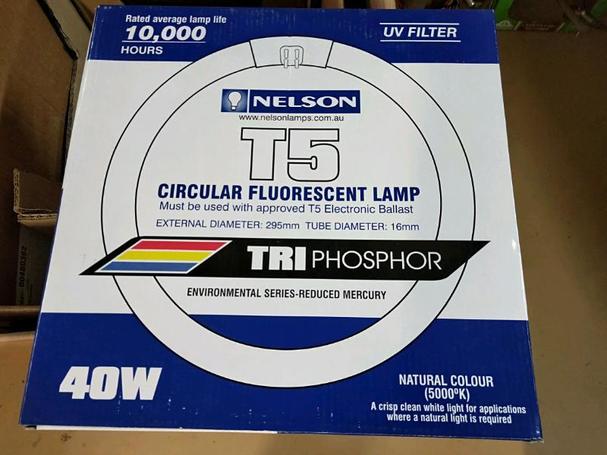 Rated average lamp life
10,000
HOURS
UV FILTER
NELSON
www.nelsonlamps.com.au
T5
CIRCULAR FLUORESCENT LAMP
Must be used with approved T5 Electronic Ballast
EXTERNAL DIAMETER: 295mm TUBE DIAMETER: 16mm
TRI PHOSPHOR
ENVIRONMENTAL SERIES-REDUCED MERCURY
40W
NATURAL COLOUR
(5000ºK)
A crisp clean white light for applications
where a natural light is required